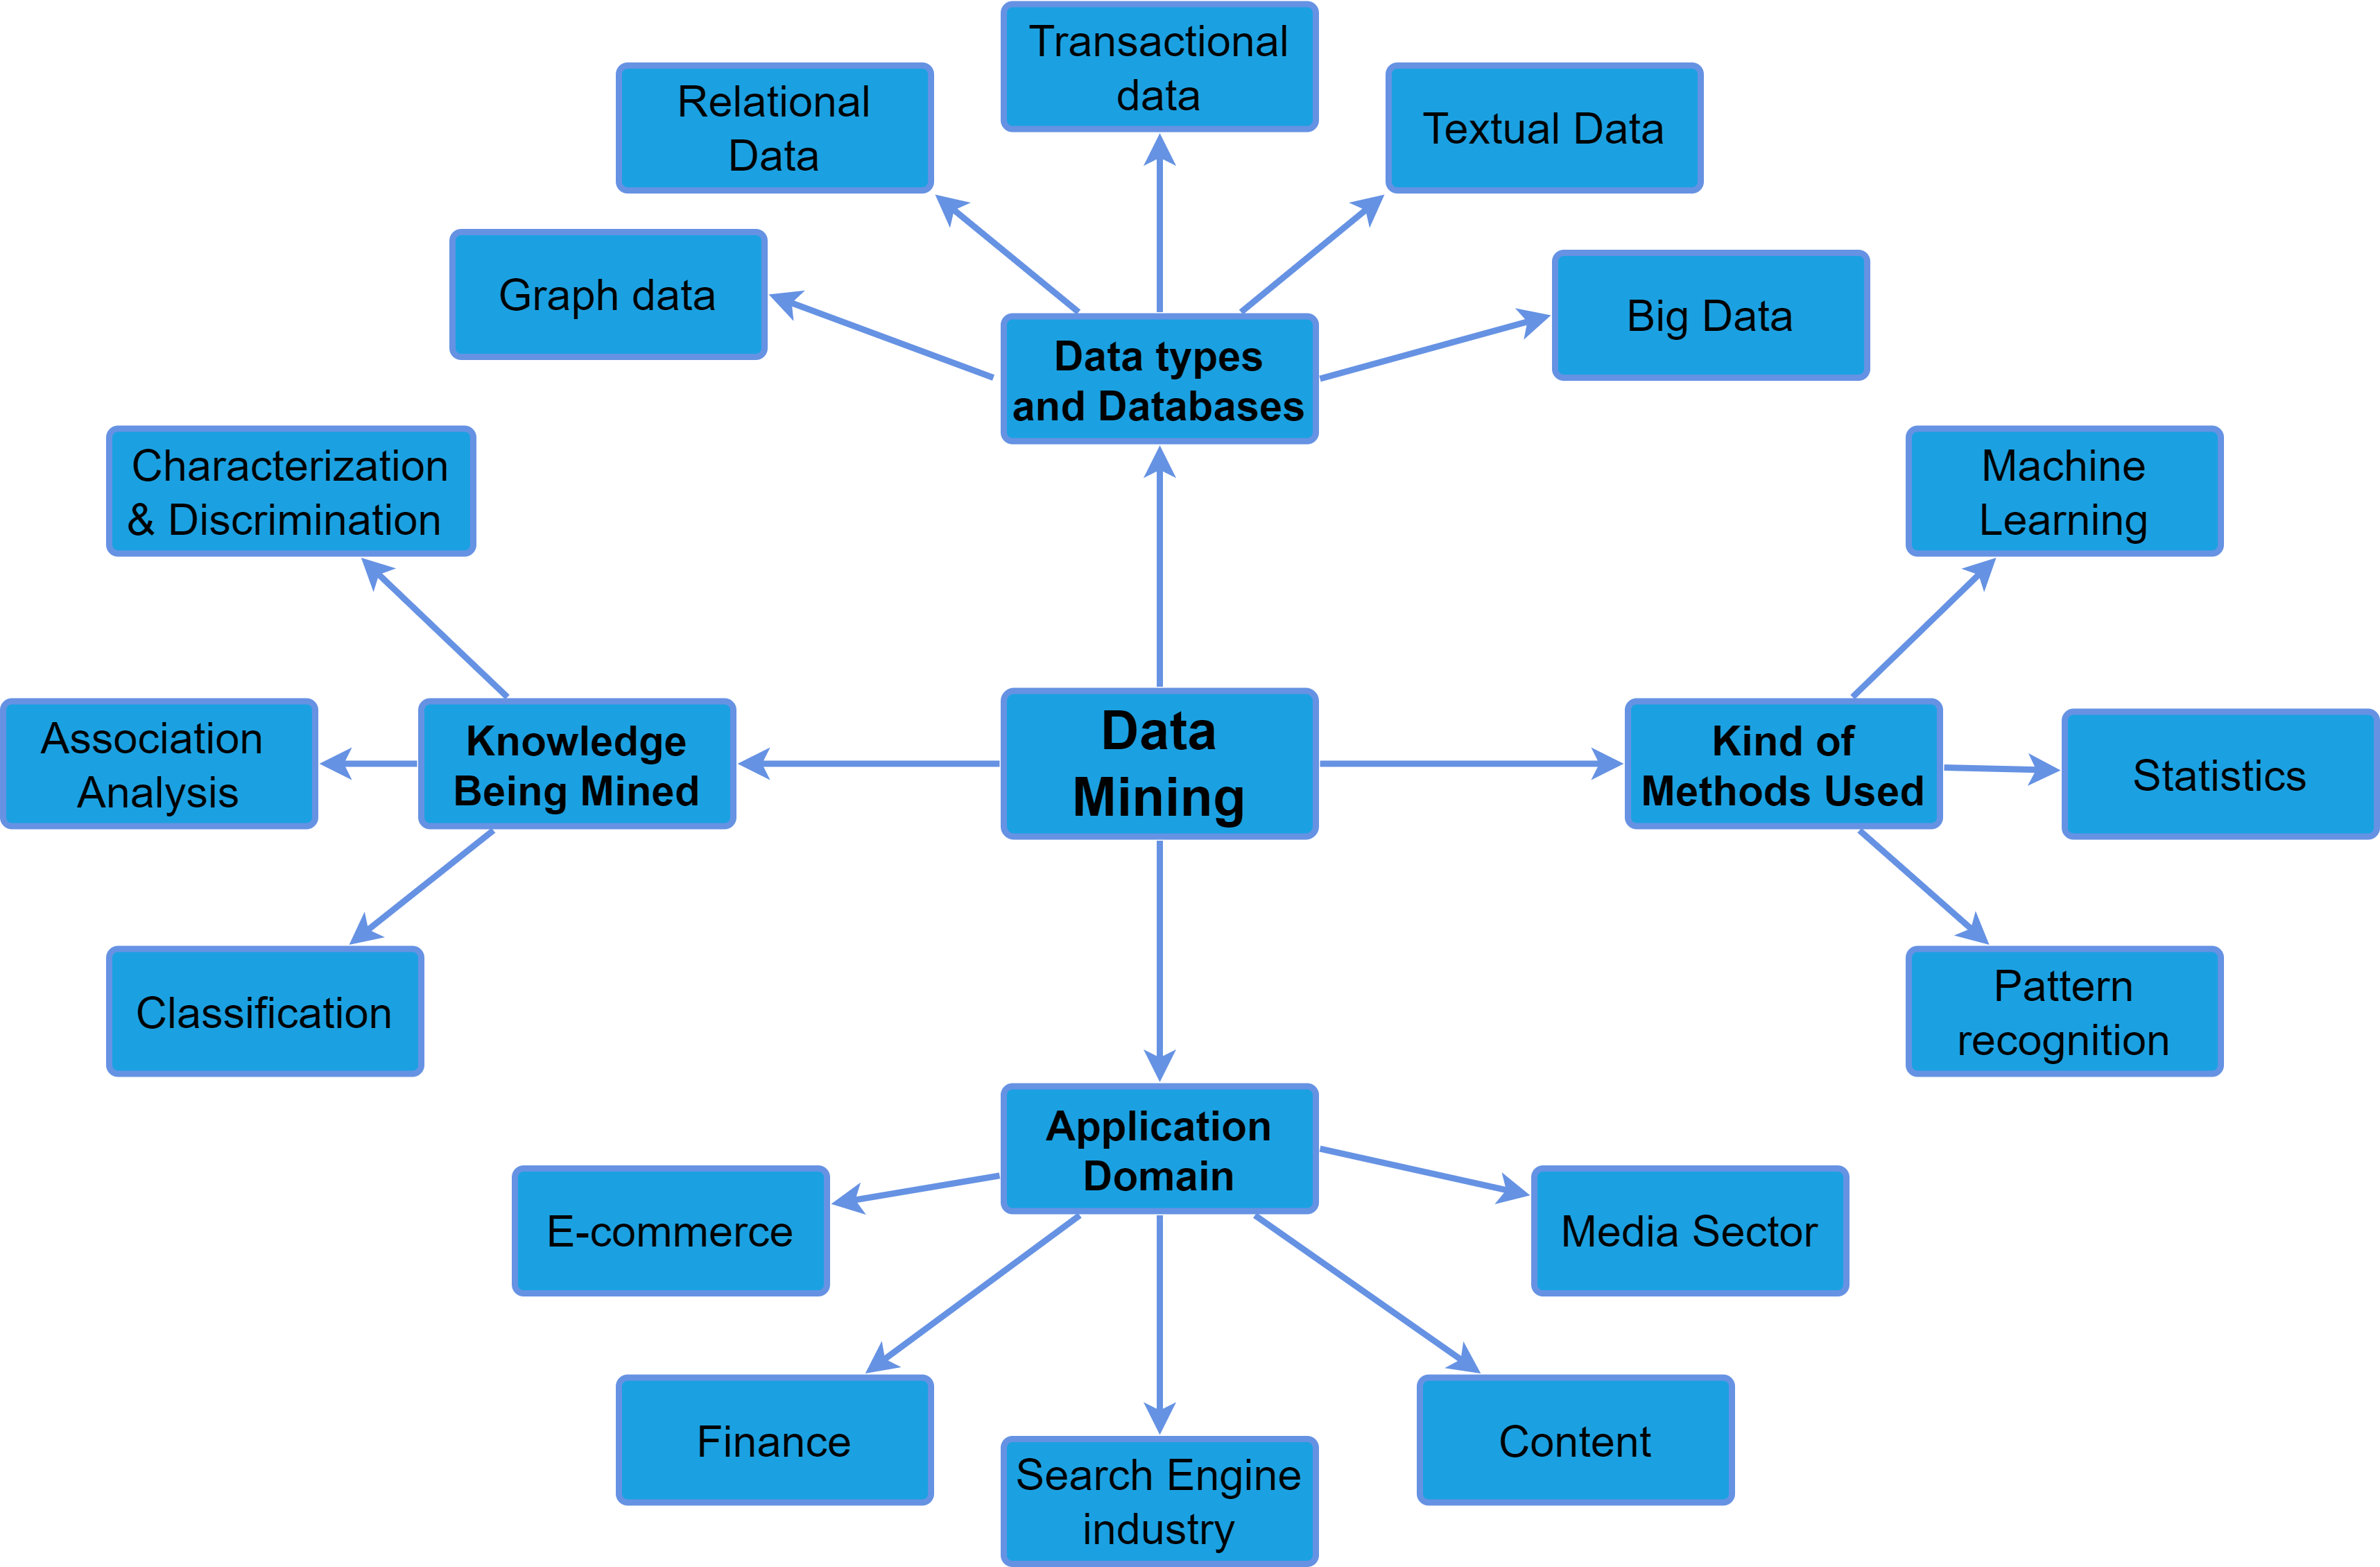 Transactional
data
Relational
Data
Textual Data
Graph data
Big Data
Data types
and Databases
Characterization
& Discrimination
Machine
Learning
Association
Analysis
Knowledge
Being Mined
Data
Mining
Kind of
Methods Used
Statistics
Classification
Pattern
recognition
Application
Domain
E-commerce
Media Sector
Finance
Search Engine
industry
Content